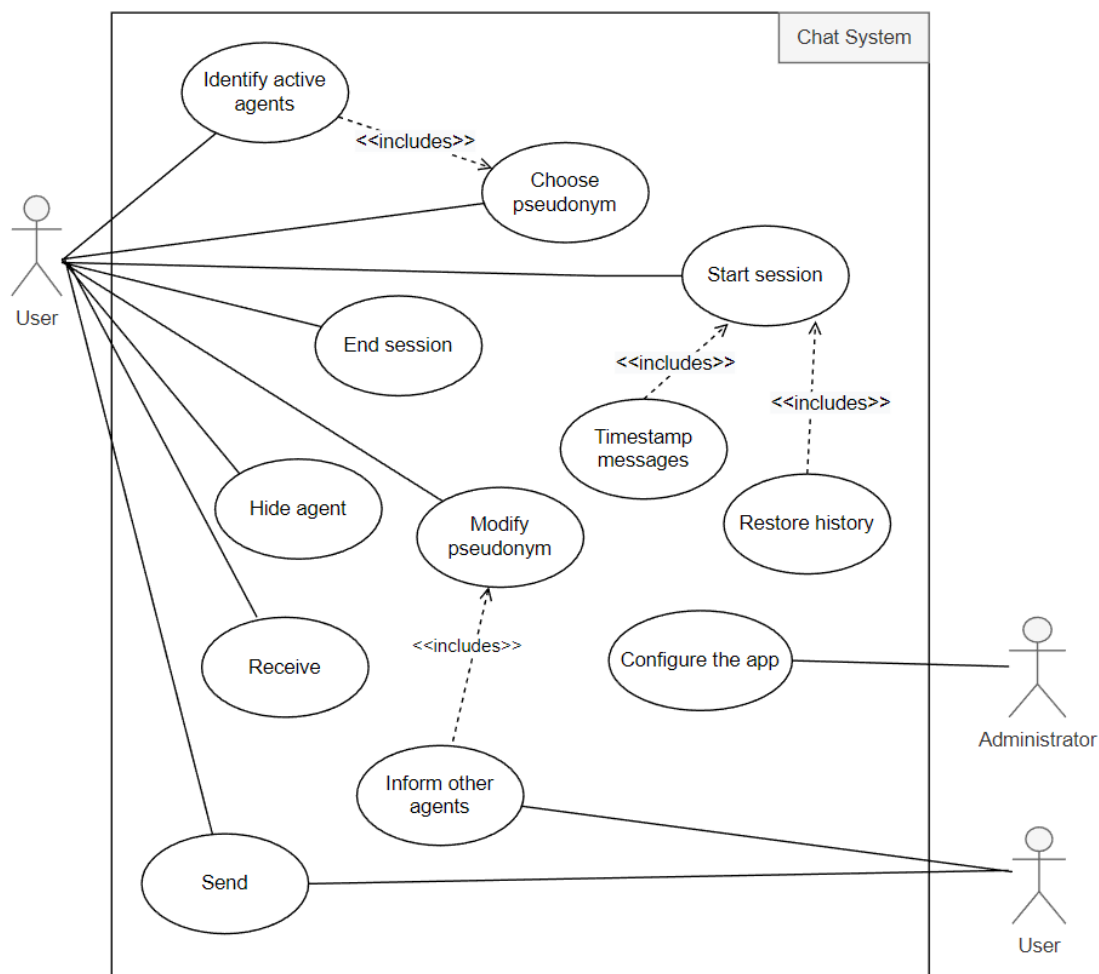 Chat System
Identify active
agents
<<includes>>
Choose
pseudonym
User
Start session
End session
<<includes>>
<<includes>>
Timestamp
messages
Hide agent
Modify
pseudonym
Restore history
<<includes>>
Receive
Configure the app
Administrator
Inform other
agents
Send
User